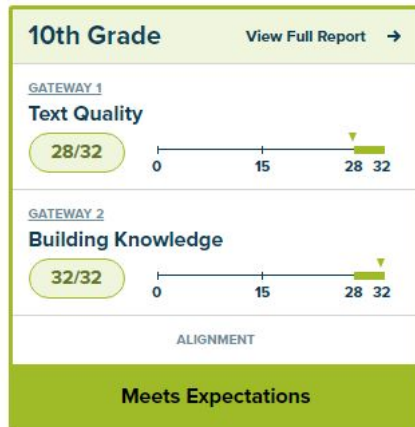 10th Grade View Full Report →
GATEWAY 1
Text Quality
28/32
0 15 28 32
GATEWAY 2
Building Knowledge
32/32
0 15 28 32
ALIGNMENT
Meets Expectations